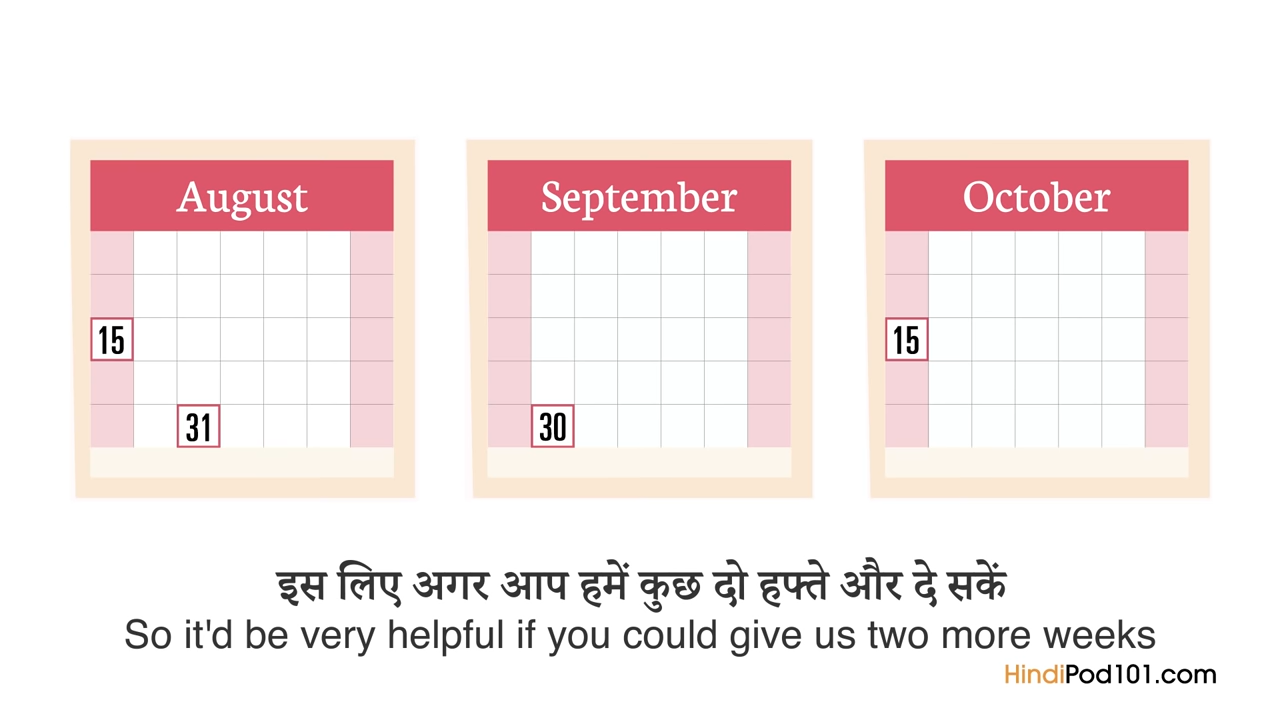 August
September
October
15
15
31
30
इस लिए अगर आप हमें कुछ दो हफ्ते और दे सकें
So it'd be very helpful if you could give us two more weeks
HindiPod101.com